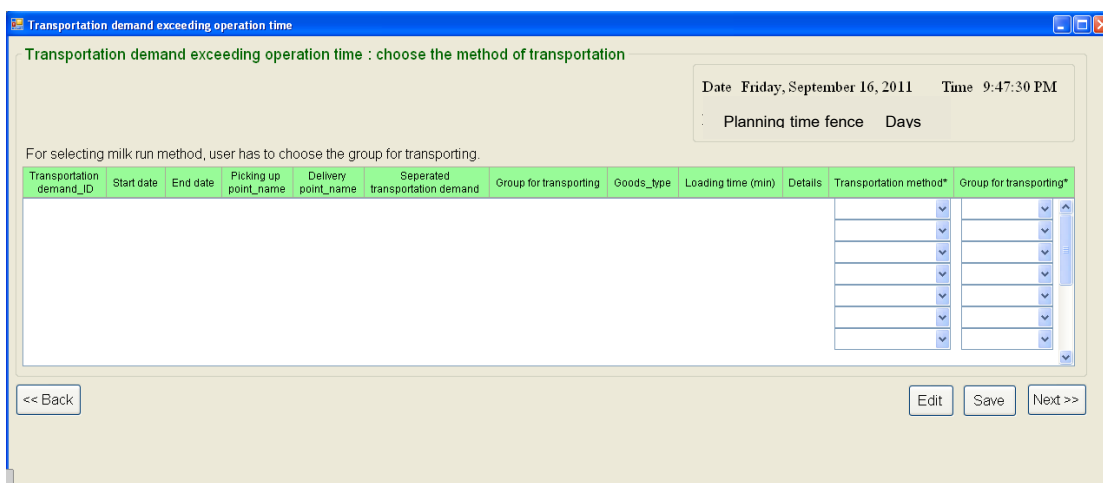 Transportation demand exceeding operation time
Transportation demand exceeding operation time : choose the method of transportation
Date Friday, September 16, 2011 Time 9:47:30 PM
Planning time fence Days
For selecting milk run method, user has to choose the group for transporting.
Transportation demand_ID Start date End date Picking up point_name Delivery point_name Seperated transportation demand Group for transporting Goods_type Loading time (min) Details Transportation method* Group for transporting*
<< Back Edit Save Next >>